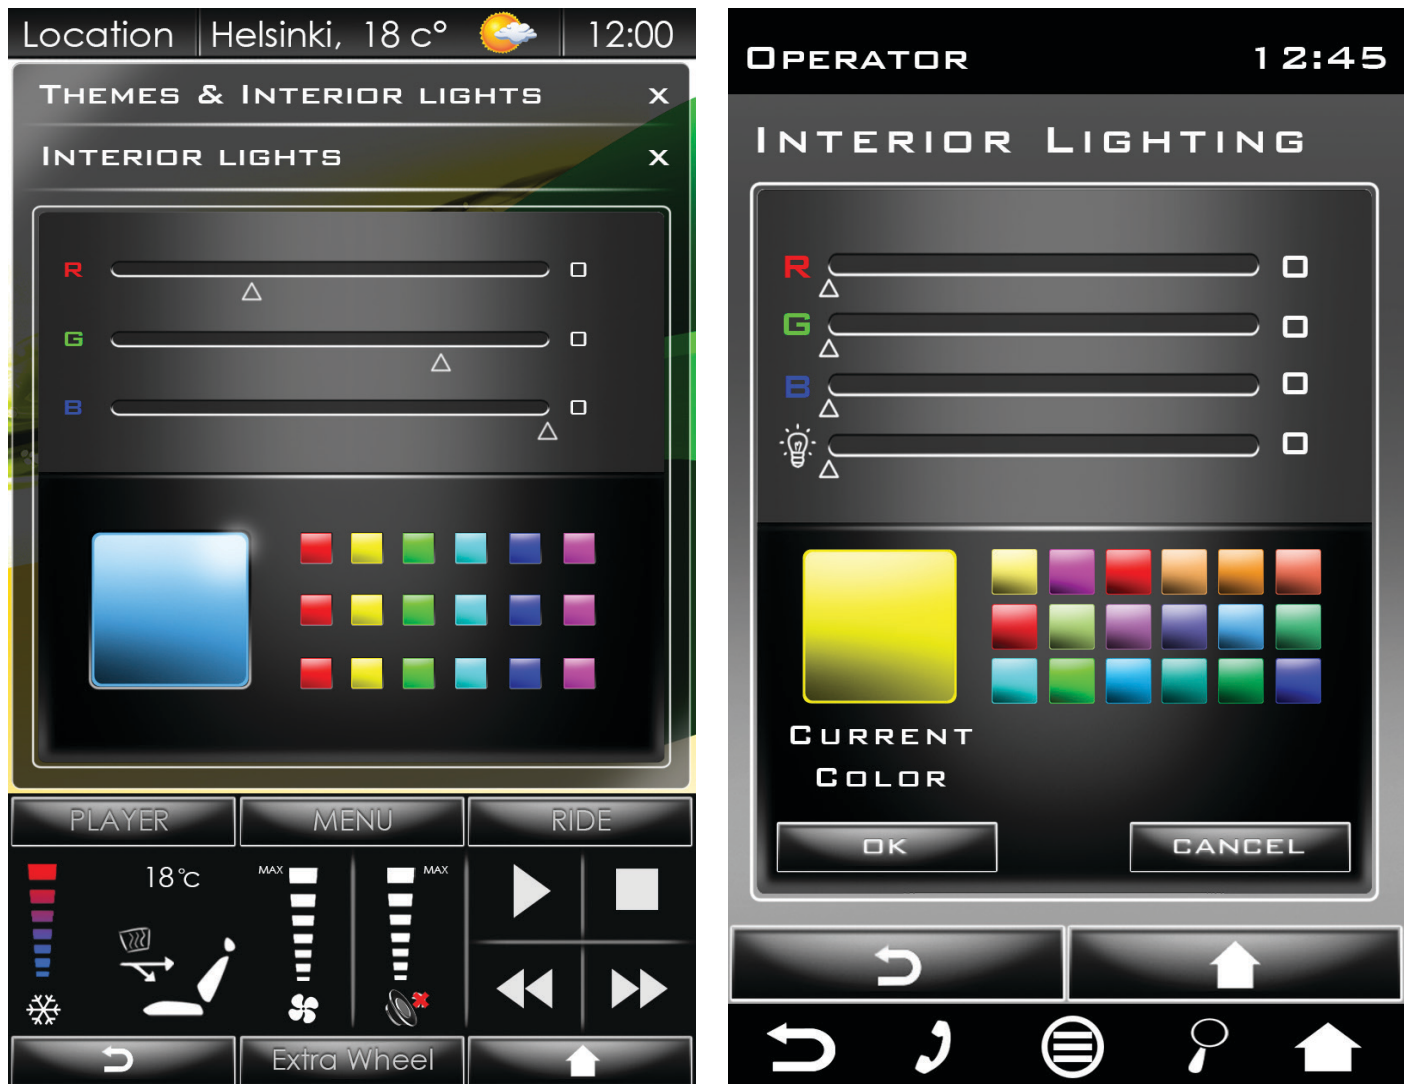 Location Helsinki, 18 c° 12:00
THEMES & INTERIOR LIGHTS X
INTERIOR LIGHTS X
R
G
B
PLAYER MENU RIDE
18°C MAX MAX
Extra Wheel
OPERATOR 12:45
INTERIOR LIGHTING
R
G
B
CURRENT
COLOR
OK CANCEL